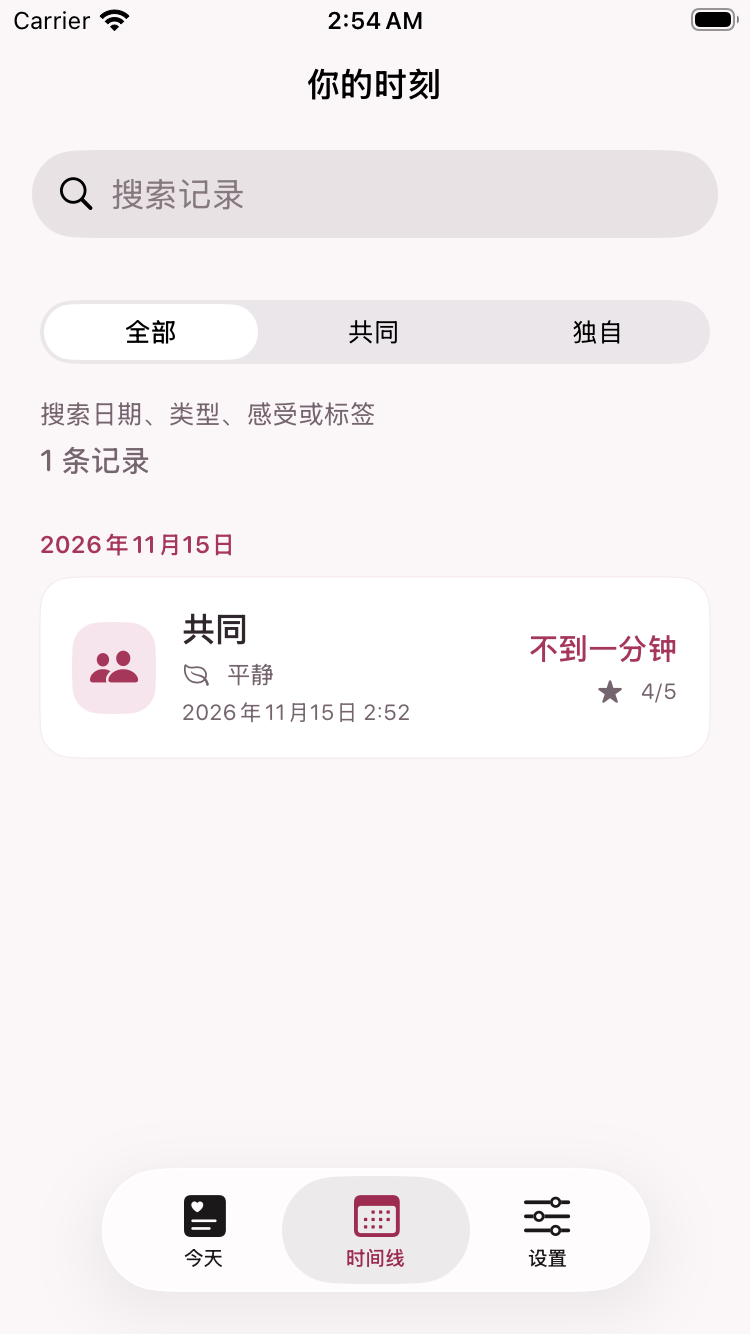 Carrier 2:54 AM
你的时刻
搜索记录
全部 共同 独自
搜索日期、类型、感受或标签
1 条记录
2026年11月15日
共同
不到一分钟
平静
4/5
2026年11月15日 2:52
今天 时间线 设置